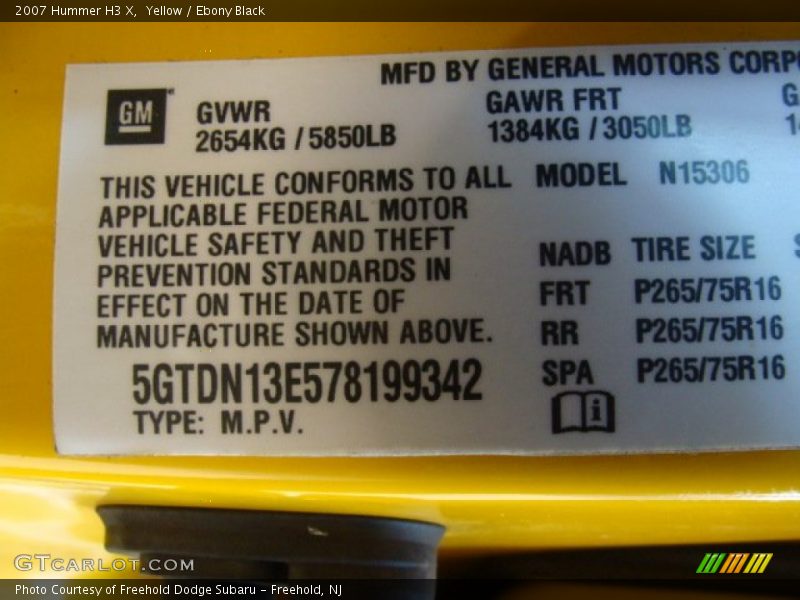 2007 Hummer H3 X, Yellow / Ebony Black
MFD BY GENERAL MOTORS CORP
GM
GVWR
2654KG / 5850LB
GAWR FRT
1384KG / 3050LB
THIS VEHICLE CONFORMS TO ALL
APPLICABLE FEDERAL MOTOR
VEHICLE SAFETY AND THEFT
PREVENTION STANDARDS IN
EFFECT ON THE DATE OF
MANUFACTURE SHOWN ABOVE.
5GTDN13E578199342
TYPE: M.P.V.
MODEL N15306
NADB TIRE SIZE
FRT P265/75R16
RR P265/75R16
SPA P265/75R16
GTCARLOT.COM
Photo Courtesy of Freehold Dodge Subaru - Freehold, NJ